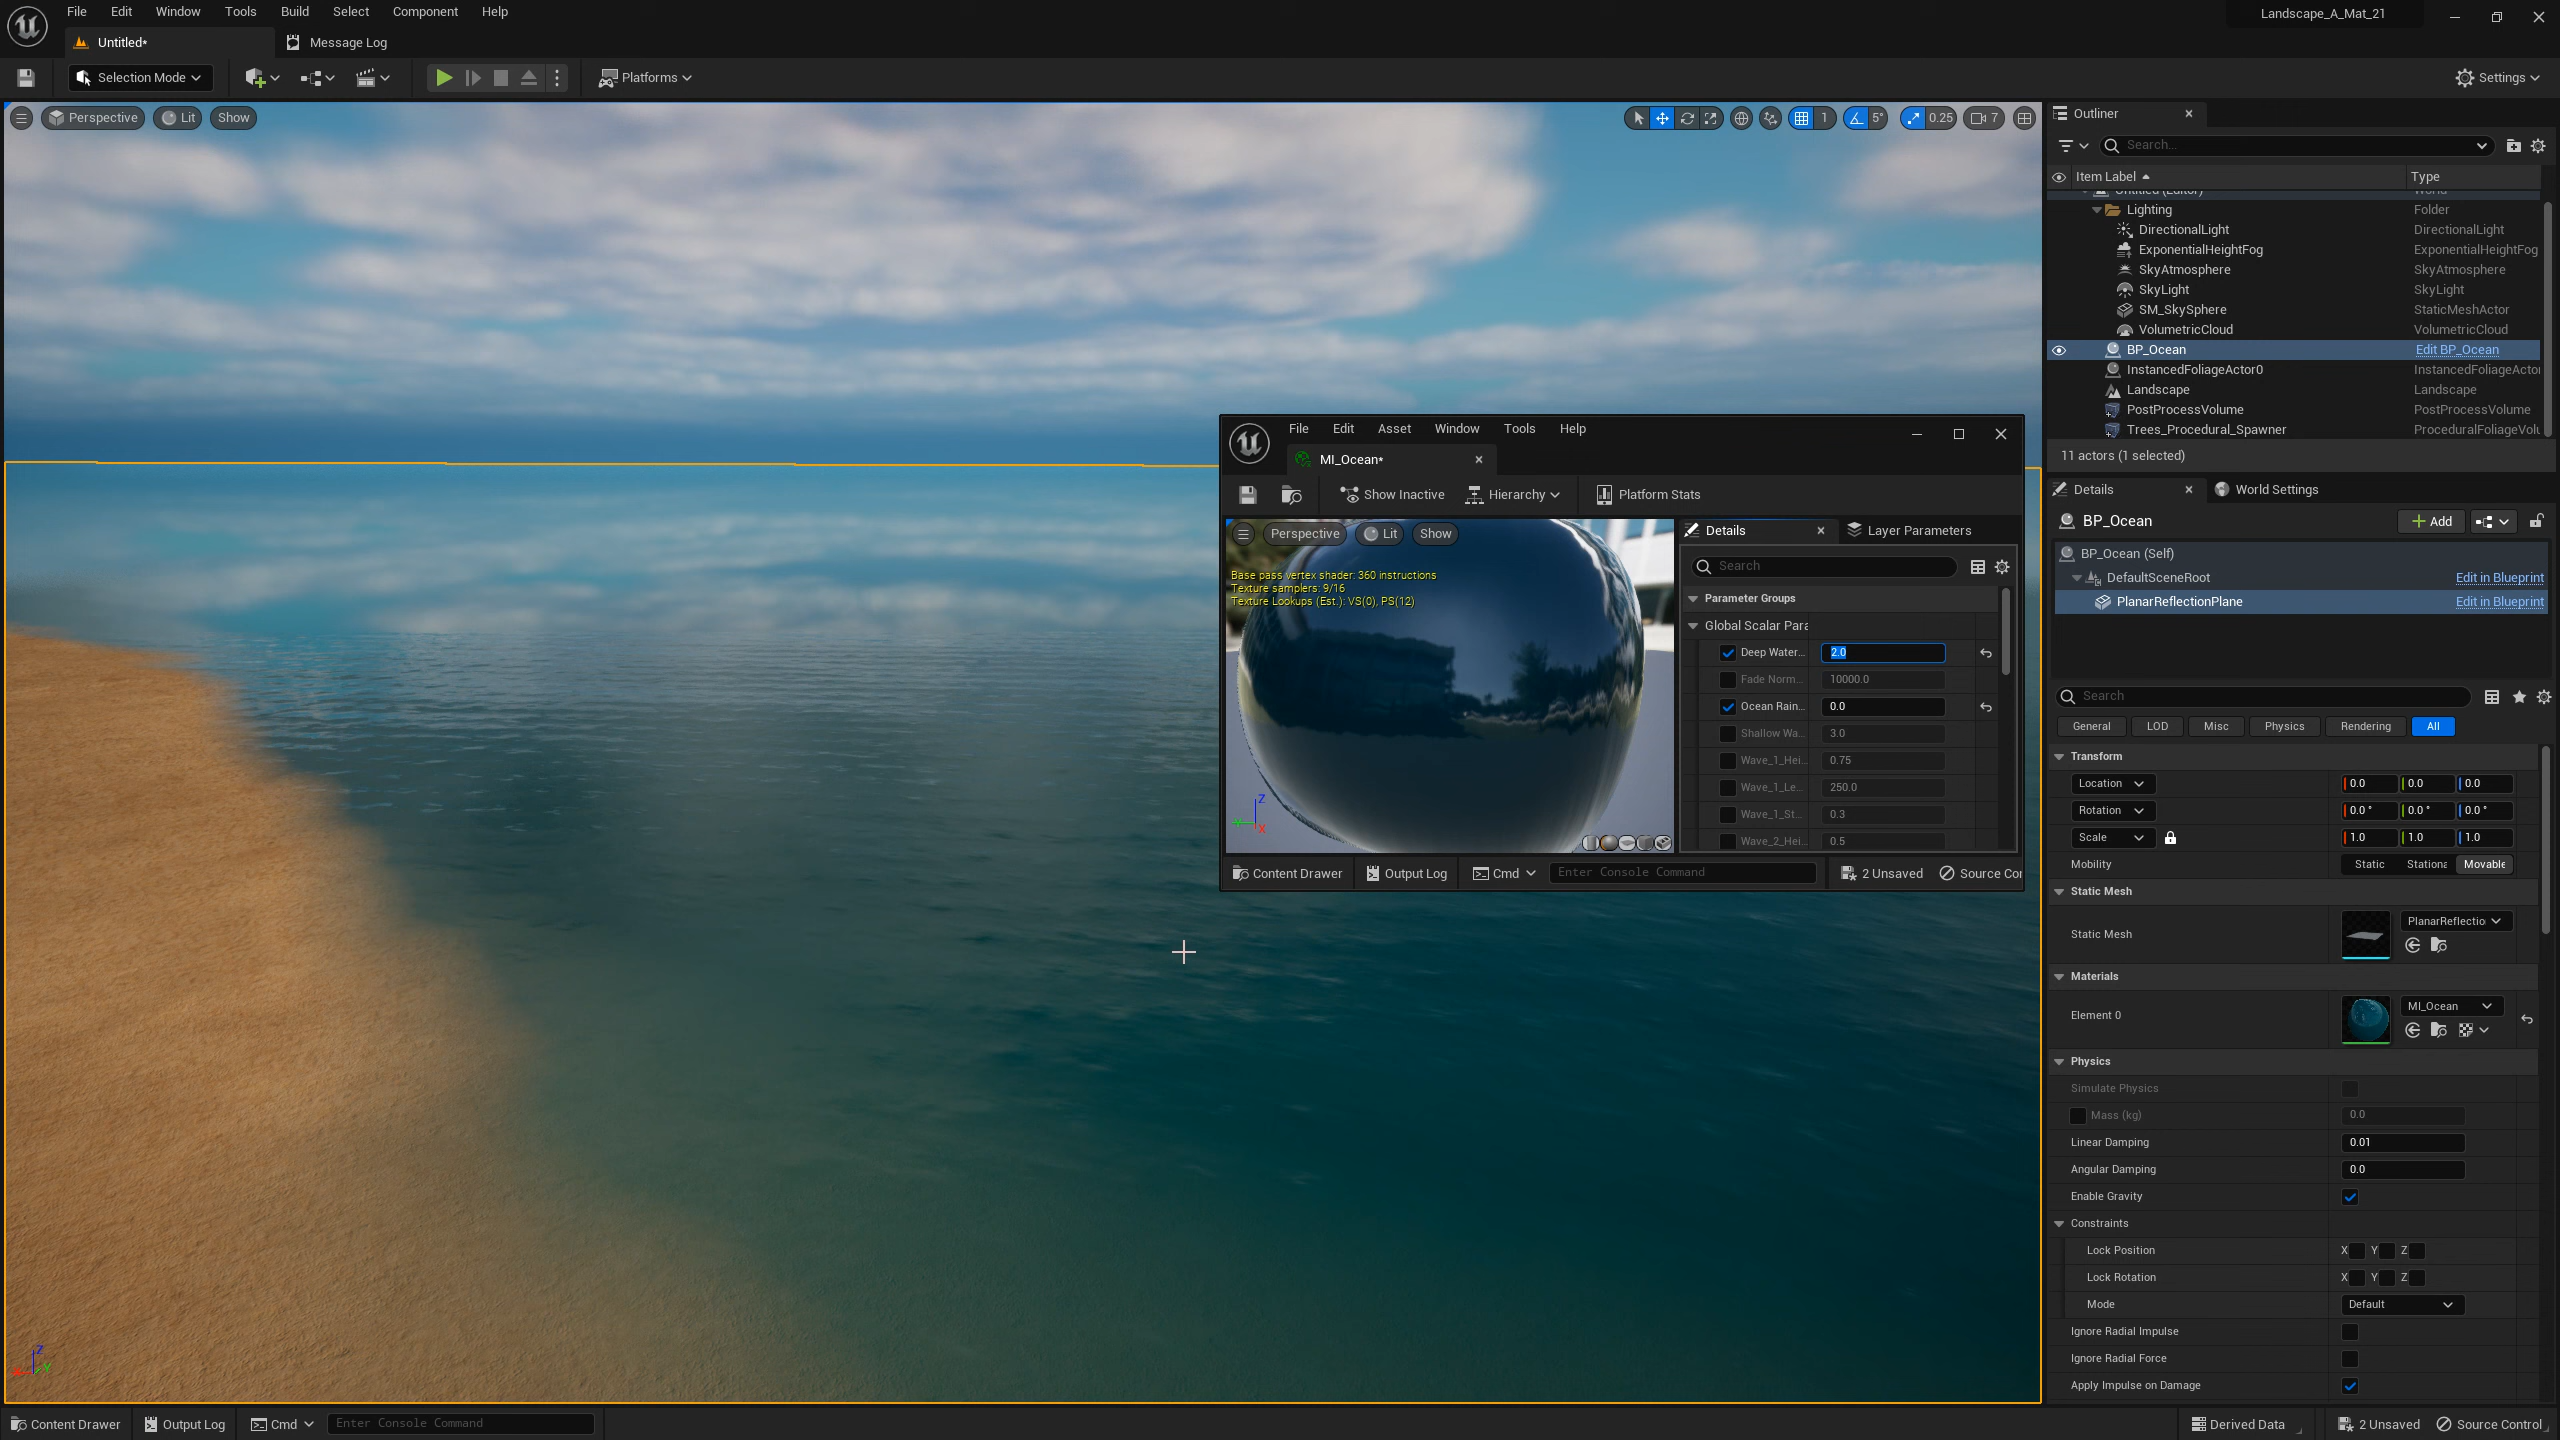 File Edit Window Tools Build Select Component Help
Landscape_A_Mat_21
Untitled*
Message Log
Selection Mode
Platforms
Settings
Perspective
Lit
Show
1
5°
0.25
7
Outliner
Search...
Item Label
Type
Lighting
Folder
DirectionalLight
DirectionalLight
ExponentialHeightFog
ExponentialHeightFog
SkyAtmosphere
SkyAtmosphere
SkyLight
SkyLight
SM_SkySphere
StaticMeshActor
VolumetricCloud
VolumetricCloud
BP_Ocean
Edit BP_Ocean
InstancedFoliageActor0
InstancedFoliageActo
Landscape
Landscape
PostProcessVolume
PostProcessVolume
Trees_Procedural_Spawner
ProceduralFoliageVolu
11 actors (1 selected)
File Edit Asset Window Tools Help
MI_Ocean*
Show Inactive
Hierarchy
Platform Stats
Perspective
Lit
Show
Base pass vertex shader: 360 instructions
Texture samplers: 9/16
Texture Lookups (Est.): VS(0), PS(12)
Z
X
Details
Layer Parameters
Search
Parameter Groups
Global Scalar Para
Deep Water...
2.0
Fade Norm...
10000.0
Ocean Rain...
0.0
Shallow Wa...
3.0
Wave_1_Hei...
0.75
Wave_1_Le...
250.0
Wave_1_St...
0.3
Wave_2_Hei...
0.5
Content Drawer
Output Log
Cmd
Enter Console Command
2 Unsaved
Source Cor
Details
World Settings
BP_Ocean
Add
BP_Ocean (Self)
DefaultSceneRoot
Edit in Blueprint
PlanarReflectionPlane
Edit in Blueprint
Search
General
LOD
Misc
Physics
Rendering
All
Transform
Location
0.0
0.0
0.0
Rotation
0.0 °
0.0 °
0.0 °
Scale
1.0
1.0
1.0
Mobility
Static
Stationa
Movable
Static Mesh
Static Mesh
PlanarReflectio
Materials
Element 0
MI_Ocean
Physics
Simulate Physics
Mass (kg)
0.0
Linear Damping
0.01
Angular Damping
0.0
Enable Gravity
Constraints
Lock Position
X Y Z
Lock Rotation
X Y Z
Mode
Default
Ignore Radial Impulse
Ignore Radial Force
Apply Impulse on Damage
Z
Y
Content Drawer
Output Log
Cmd
Enter Console Command
Derived Data
2 Unsaved
Source Control